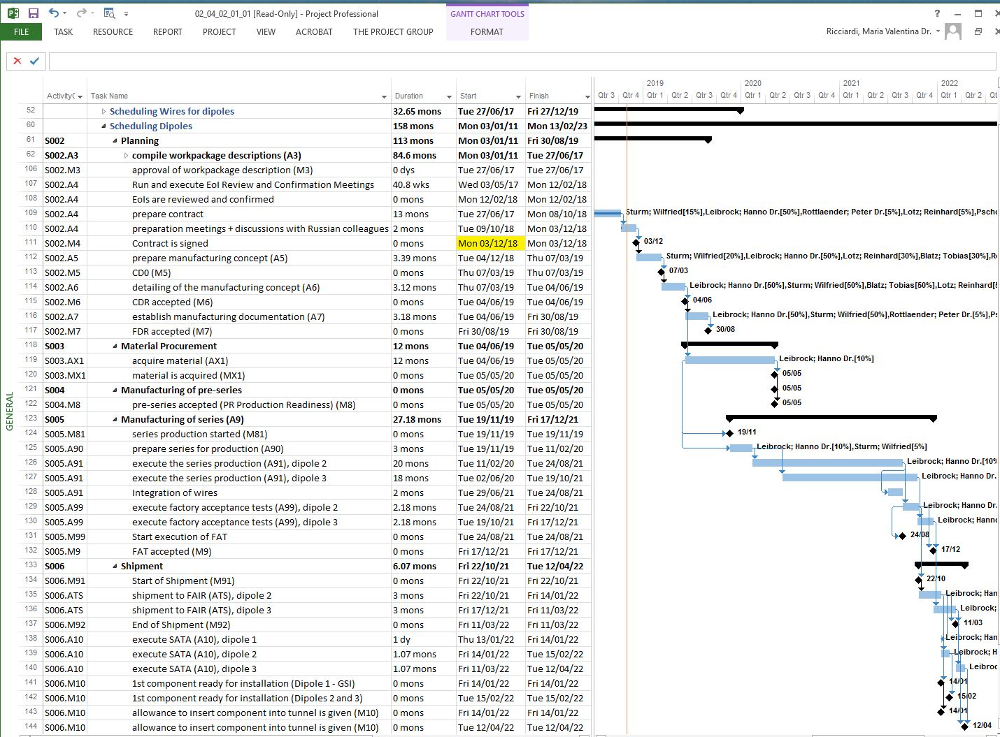 02_04_02_01_01 [Read-Only] - Project Professional
GANTT CHART TOOLS
?
FILE TASK RESOURCE REPORT PROJECT VIEW ACROBAT THE PROJECT GROUP FORMAT
Ricciardi, Maria Valentina Dr.
2019 2020 2021 2022
Activity( Task Name Duration Start Finish Qtr 3 Qtr 4 Qtr 1 Qtr 2 Qtr 3 Qtr 4 Qtr 1 Qtr 2 Qtr 3 Qtr 4 Qtr 1 Qtr 2 Qtr 3 Qtr 4 Qtr 1 Qtr 2 Qt
52 Scheduling Wires for dipoles 32.65 mons Tue 27/06/17 Fri 27/12/19
60 Scheduling Dipoles 158 mons Mon 03/01/11 Mon 13/02/23
61 S002 Planning 113 mons Mon 03/01/11 Fri 30/08/19
62 S002.A3 compile workpackage descriptions (A3) 84.6 mons Mon 03/01/11 Tue 27/06/17
106 S002.M3 approval of workpackage description (M3) 0 dys Tue 27/06/17 Tue 27/06/17
107 S002.A4 Run and execute EoI Review and Confirmation Meetings 40.8 wks Wed 03/05/17 Mon 12/02/18
108 S002.A4 EoIs are reviewed and confirmed 0 mons Mon 12/02/18 Mon 12/02/18
109 S002.A4 prepare contract 13 mons Tue 27/06/17 Mon 08/10/18 Sturm; Wilfried[15%],Leibrock; Hanno Dr.[50%],Rottlaender; Peter Dr.[5%],Lotz; Reinhard[5%],Pscho
110 S002.A4 preparation meetings + discussions with Russian colleagues 2 mons Tue 09/10/18 Mon 03/12/18
111 S002.M4 Contract is signed 0 mons Mon 03/12/18 Mon 03/12/18 03/12
112 S002.A5 prepare manufacturing concept (A5) 3.39 mons Tue 04/12/18 Thu 07/03/19 Sturm; Wilfried[20%],Leibrock; Hanno Dr.[50%],Lotz; Reinhard[30%],Blatz; Tobias[30%],R
113 S002.M5 CD0 (M5) 0 mons Thu 07/03/19 Thu 07/03/19 07/03
114 S002.A6 detailing of the manufacturing concept (A6) 3.12 mons Thu 07/03/19 Tue 04/06/19 Leibrock; Hanno Dr.[50%],Sturm; Wilfried[50%],Blatz; Tobias[50%],Lotz; Reinhard[5
115 S002.M6 CDR accepted (M6) 0 mons Tue 04/06/19 Tue 04/06/19 04/06
116 S002.A7 establish manufacturing documentation (A7) 3.18 mons Tue 04/06/19 Fri 30/08/19 Leibrock; Hanno Dr.[50%],Sturm; Wilfried[50%],Rottlaender; Peter Dr.[5%],Ps
117 S002.M7 FDR accepted (M7) 0 mons Fri 30/08/19 Fri 30/08/19 30/08
118 S003 Material Procurement 12 mons Tue 04/06/19 Tue 05/05/20
119 S003.AX1 acquire material (AX1) 12 mons Tue 04/06/19 Tue 05/05/20 Leibrock; Hanno Dr.[10%]
120 S003.MX1 material is acquired (MX1) 0 mons Tue 05/05/20 Tue 05/05/20 05/05
121 S004 Manufacturing of pre-series 0 mons Tue 05/05/20 Tue 05/05/20 05/05
122 S004.M8 pre-series accepted (PR Production Readiness) (M8) 0 mons Tue 05/05/20 Tue 05/05/20 05/05
123 S005 Manufacturing of series (A9) 27.18 mons Tue 19/11/19 Fri 17/12/21
124 S005.M81 series production started (M81) 0 mons Tue 19/11/19 Tue 19/11/19 19/11
125 S005.A90 prepare series for production (A90) 3 mons Tue 19/11/19 Tue 11/02/20 Leibrock; Hanno Dr.[10%],Sturm; Wilfried[5%]
126 S005.A91 execute the series production (A91), dipole 2 20 mons Tue 11/02/20 Tue 24/08/21 Leibrock; Hanno Dr.[10%
127 S005.A91 execute the series production (A91), dipole 3 18 mons Tue 02/06/20 Tue 19/10/21 Leibrock; Hanno Dr.
128 S005.A91 Integration of wires 2 mons Tue 29/06/21 Tue 24/08/21
129 S005.A99 execute factory acceptance tests (A99), dipole 2 2.18 mons Tue 24/08/21 Fri 22/10/21 Leibrock; Hanno Dr.
130 S005.A99 execute factory acceptance tests (A99), dipole 3 2.18 mons Tue 19/10/21 Fri 17/12/21 Leibrock; Hanno
131 S005.M99 Start execution of FAT 0 mons Tue 24/08/21 Tue 24/08/21 24/08
132 S005.M9 FAT accepted (M9) 0 mons Fri 17/12/21 Fri 17/12/21 17/12
133 S006 Shipment 6.07 mons Fri 22/10/21 Tue 12/04/22
134 S006.M91 Start of Shipment (M91) 0 mons Fri 22/10/21 Fri 22/10/21 22/10
135 S006.ATS shipment to FAIR (ATS), dipole 2 3 mons Fri 22/10/21 Fri 14/01/22 Leibrock; Han
136 S006.ATS shipment to FAIR (ATS), dipole 3 3 mons Fri 17/12/21 Fri 11/03/22 Leibrock;
137 S006.M92 End of Shipment (M92) 0 mons Fri 11/03/22 Fri 11/03/22 11/03
138 S006.A10 execute SATA (A10), dipole 1 1 dy Thu 13/01/22 Fri 14/01/22 Leibrock; Han
139 S006.A10 execute SATA (A10), dipole 2 1.07 mons Fri 14/01/22 Tue 15/02/22 Leibrock; H
140 S006.A10 execute SATA (A10), dipole 3 1.07 mons Fri 11/03/22 Tue 12/04/22 Leibroc
141 S006.M10 1st component ready for installation (Dipole 1 - GSI) 0 mons Fri 14/01/22 Fri 14/01/22 14/01
142 S006.M10 1st component ready for installation (Dipoles 2 and 3) 0 mons Tue 15/02/22 Tue 15/02/22 15/02
143 S006.M10 allowance to insert component into tunnel is given (M10) 0 mons Fri 14/01/22 Fri 14/01/22 14/01
144 S006.M10 allowance to insert component into tunnel is given (M10) 0 mons Tue 12/04/22 Tue 12/04/22 12/04
GENERAL